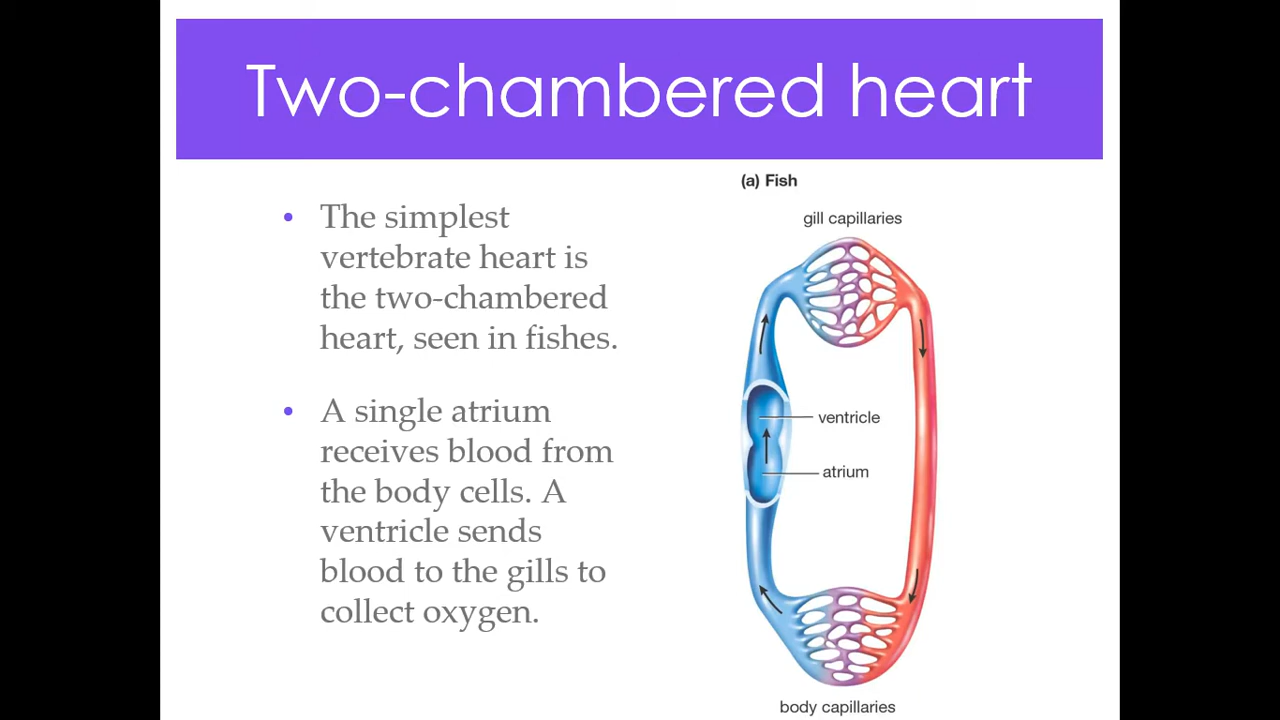 Two-chambered heart
• The simplest
vertebrate heart is
the two-chambered
heart, seen in fishes.
• A single atrium
receives blood from
the body cells. A
ventricle sends
blood to the gills to
collect oxygen.
(a) Fish
gill capillaries
ventricle
atrium
body capillaries